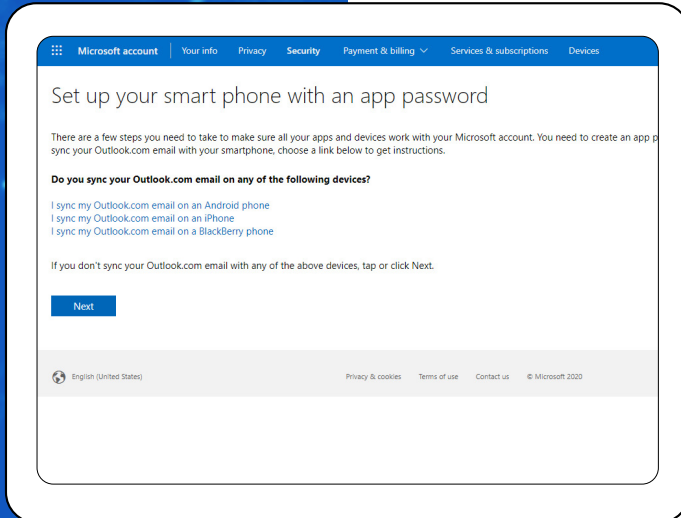 Microsoft account Your info Privacy Security Payment & billing Services & subscriptions Devices
Set up your smart phone with an app password
There are a few steps you need to take to make sure all your apps and devices work with your Microsoft account. You need to create an app p
sync your Outlook.com email with your smartphone, choose a link below to get instructions.
Do you sync your Outlook.com email on any of the following devices?
I sync my Outlook.com email on an Android phone
I sync my Outlook.com email on an iPhone
I sync my Outlook.com email on a BlackBerry phone
If you don't sync your Outlook.com email with any of the above devices, tap or click Next.
Next
English (United States) Privacy & cookies Terms of use Contact us © Microsoft 2020